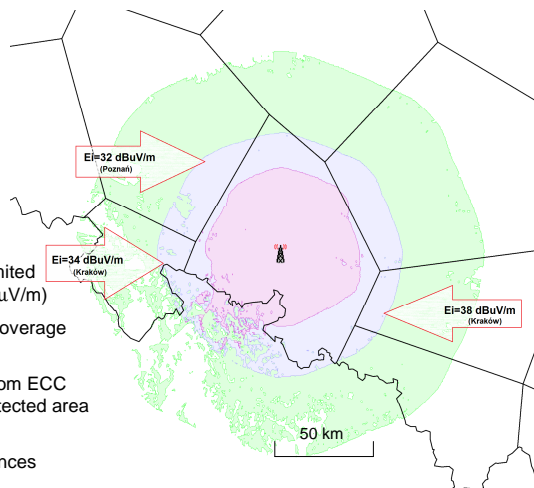 Ei=32 dBuV/m
(Poznań)
Ei=34 dBuV/m
(Kraków)
Ei=38 dBuV/m
(Kraków)
nited
uV/m)
overage
om ECC
tected area
nces
50 km